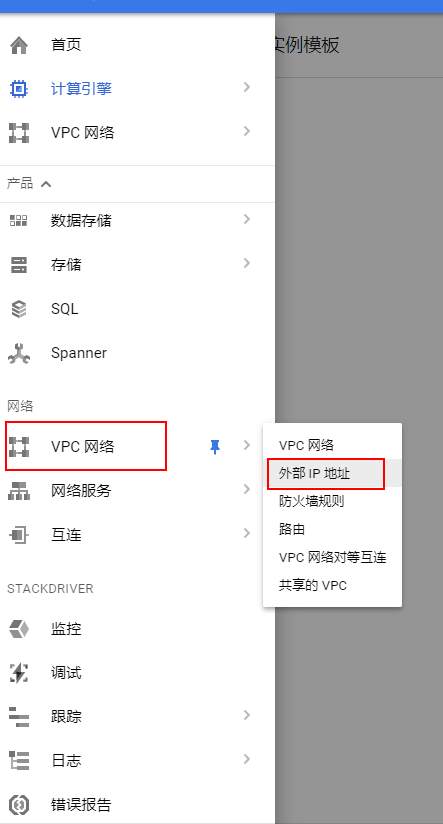 首页
实例模板
计算引擎
VPC 网络
产品
数据存储
存储
SQL
Spanner
网络
VPC 网络
网络服务
互连
VPC 网络
外部 IP 地址
防火墙规则
路由
VPC 网络对等互连
共享的 VPC
STACKDRIVER
监控
调试
跟踪
日志
错误报告